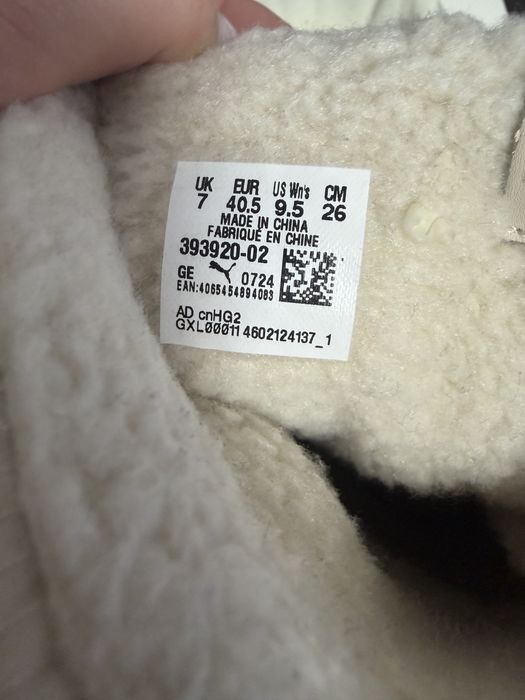 UK EUR US Wn's CM
7 40.5 9.5 26
MADE IN CHINA
FABRIQUÉ EN CHINE
393920-02
GE 0724
EAN:4065454894083
AD cnHG2
GXL00011 4602124137_1